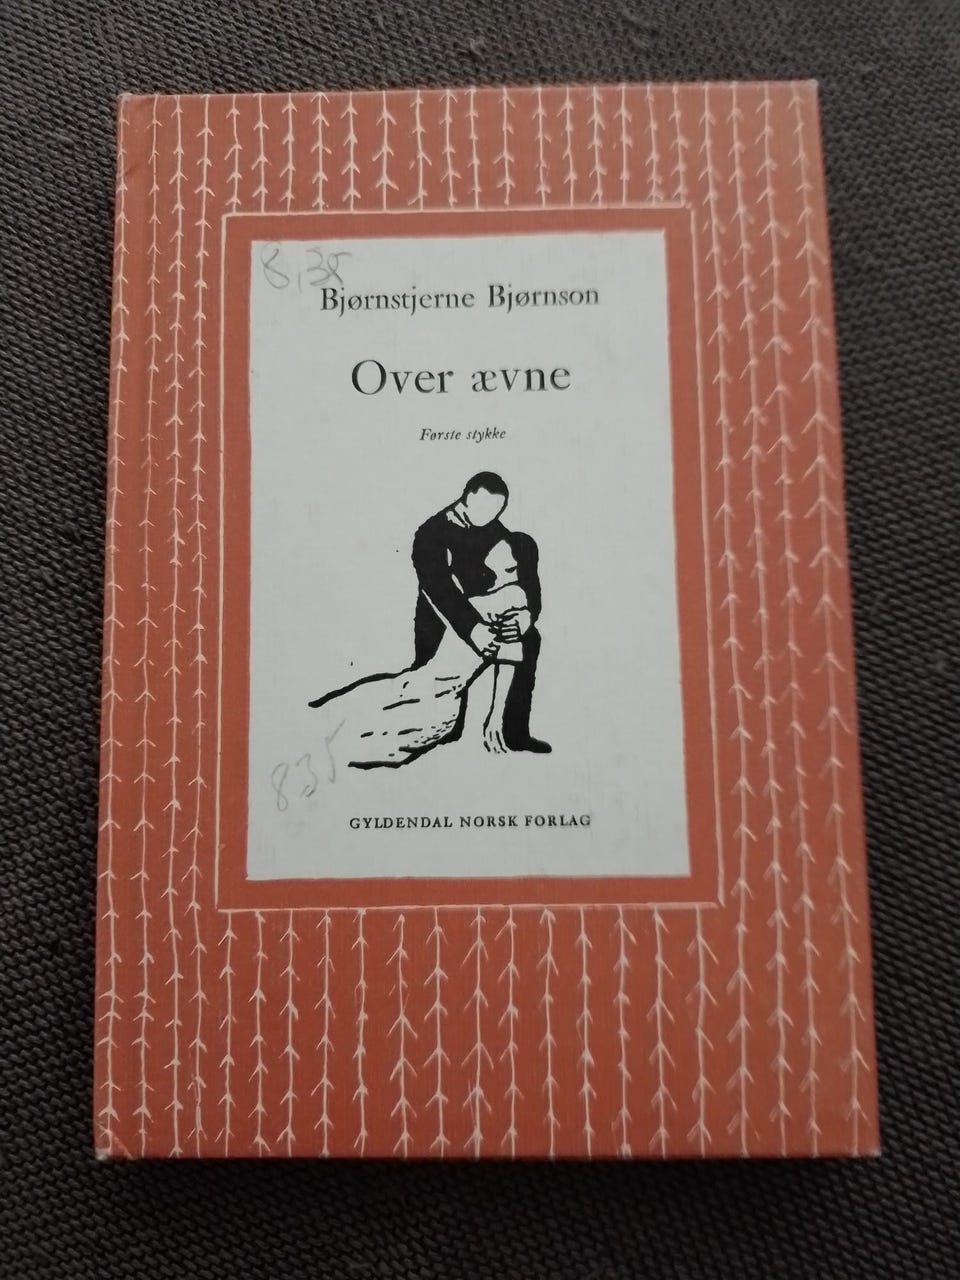 8,35
Bjørnstjerne Bjørnson
Over ævne
Første stykke
835
GYLDENDAL NORSK FORLAG